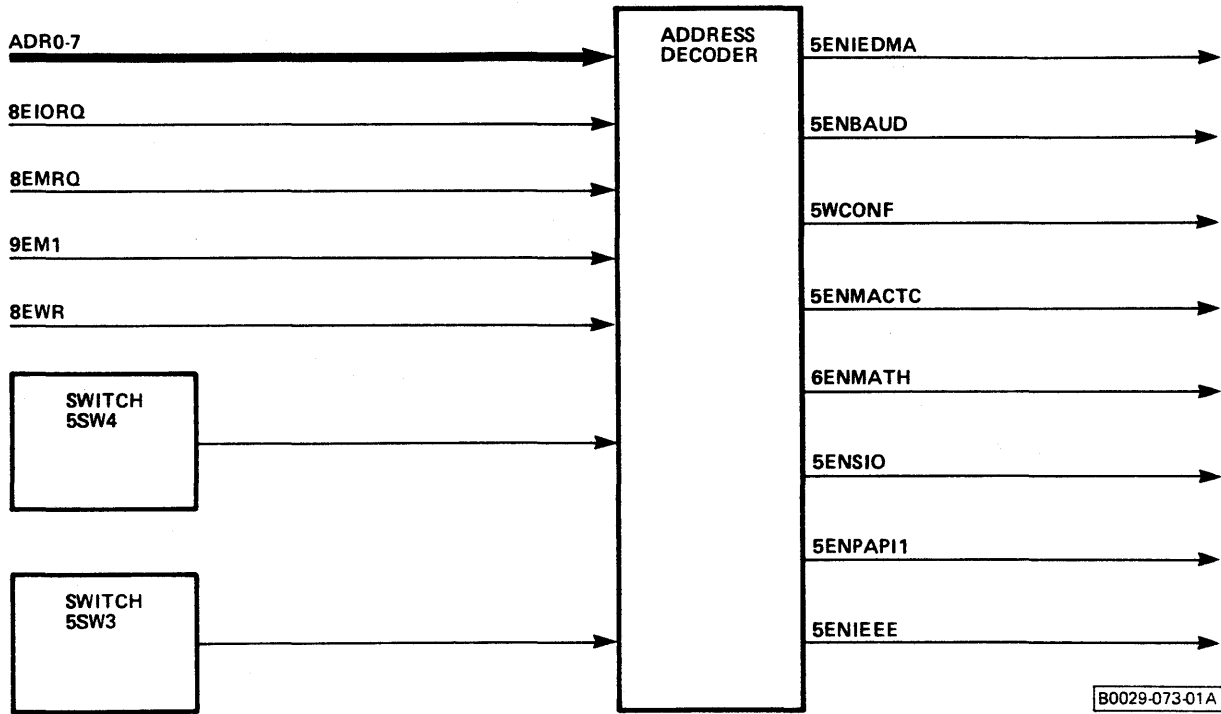 ADR0-7
8EIORQ
8EMRQ
9EM1
8EWR
SWITCH
5SW4
SWITCH
5SW3
ADDRESS
DECODER
5ENIEDMA
5ENBAUD
5WCONF
5ENMACTC
6ENMATH
5ENSIO
5ENPAPI1
5ENIEEE
B0029-073-01A